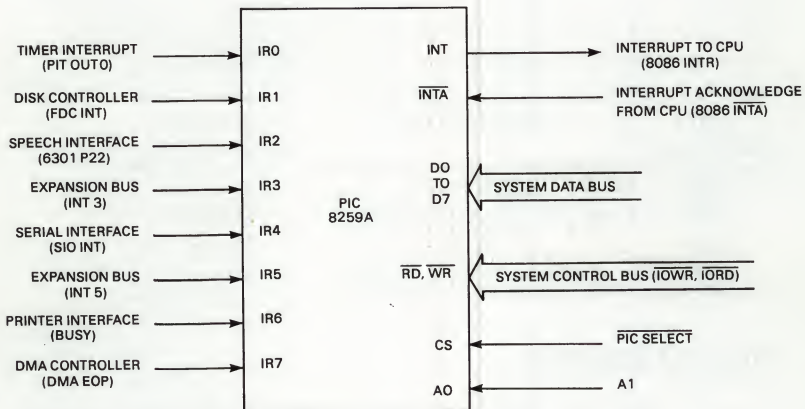 TIMER INTERRUPT
(PIT OUT0)
DISK CONTROLLER
(FDC INT)
SPEECH INTERFACE
(6301 P22)
EXPANSION BUS
(INT 3)
SERIAL INTERFACE
(SIO INT)
EXPANSION BUS
(INT 5)
PRINTER INTERFACE
(BUSY)
DMA CONTROLLER
(DMA EOP)
IR0
IR1
IR2
IR3
IR4
IR5
IR6
IR7
PIC
8259A
INT
INTA
D0
TO
D7
RD, WR
CS
A0
INTERRUPT TO CPU
(8086 INTR)
INTERRUPT ACKNOWLEDGE
FROM CPU (8086 INTA)
SYSTEM DATA BUS
SYSTEM CONTROL BUS (IOWR, IORD)
PIC SELECT
A1